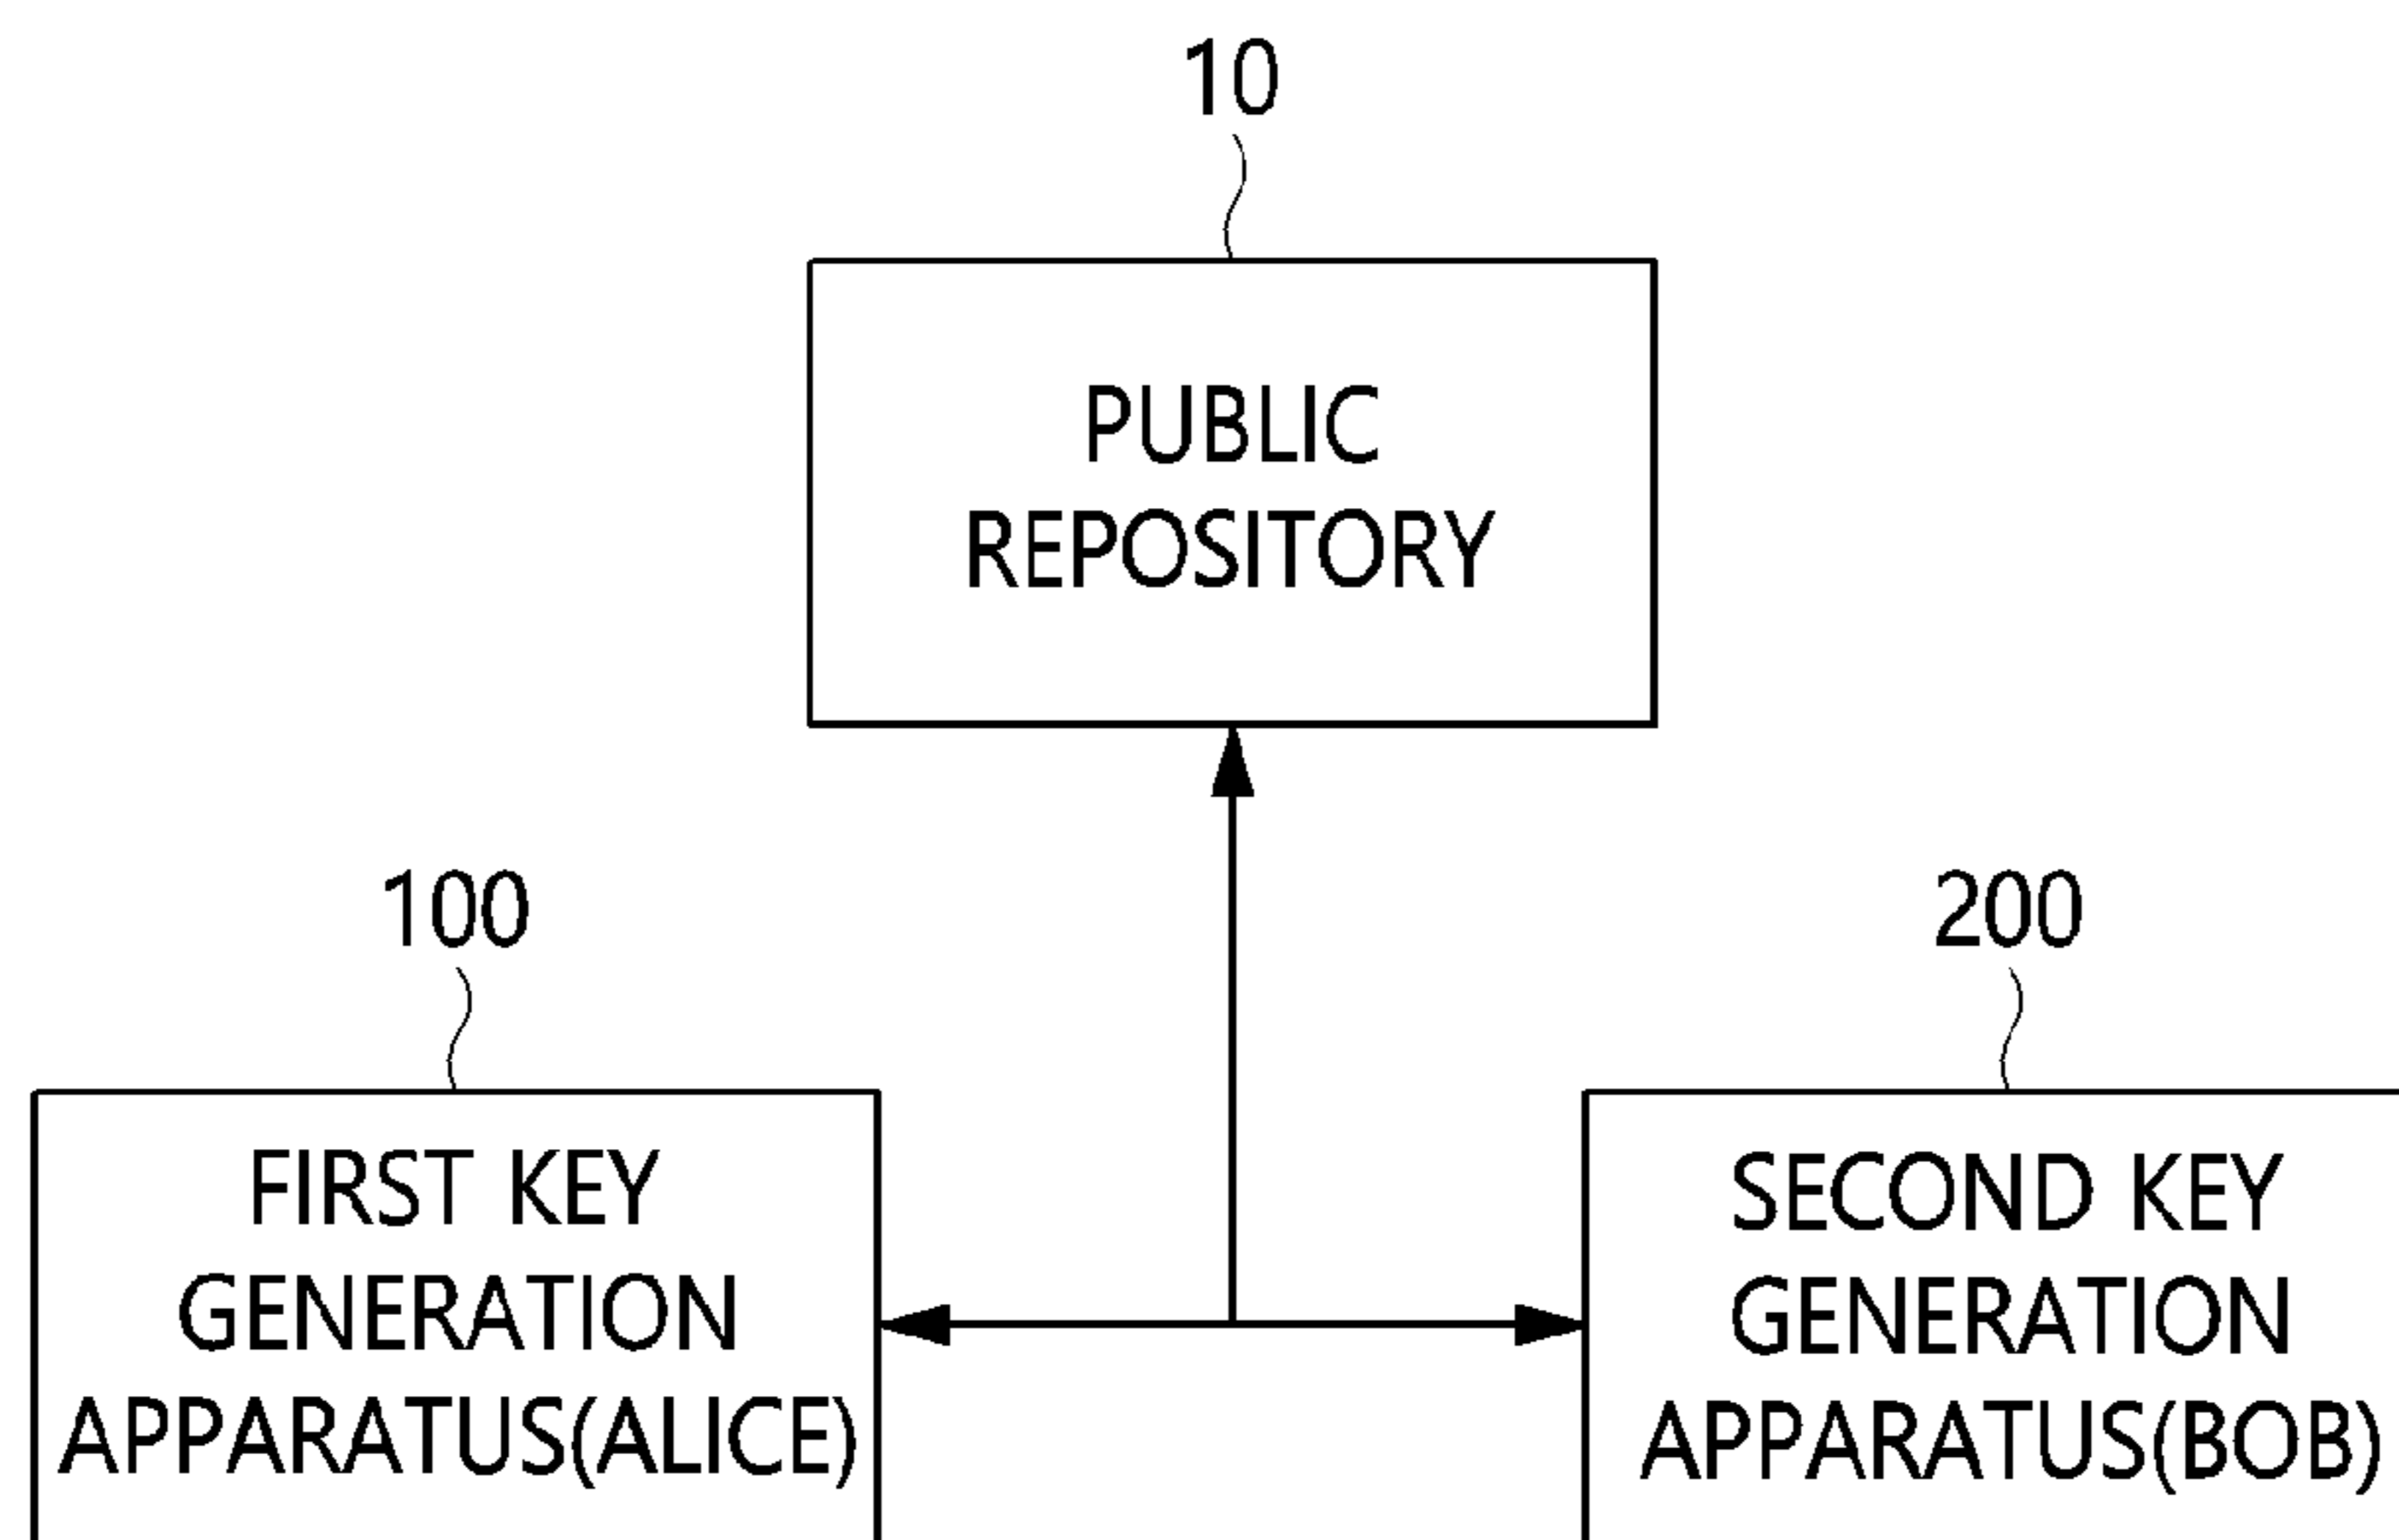 10
PUBLIC
REPOSITORY
100
200
FIRST KEY
GENERATION
APPARATUS(ALICE)
SECOND KEY
GENERATION
APPARATUS(BOB)